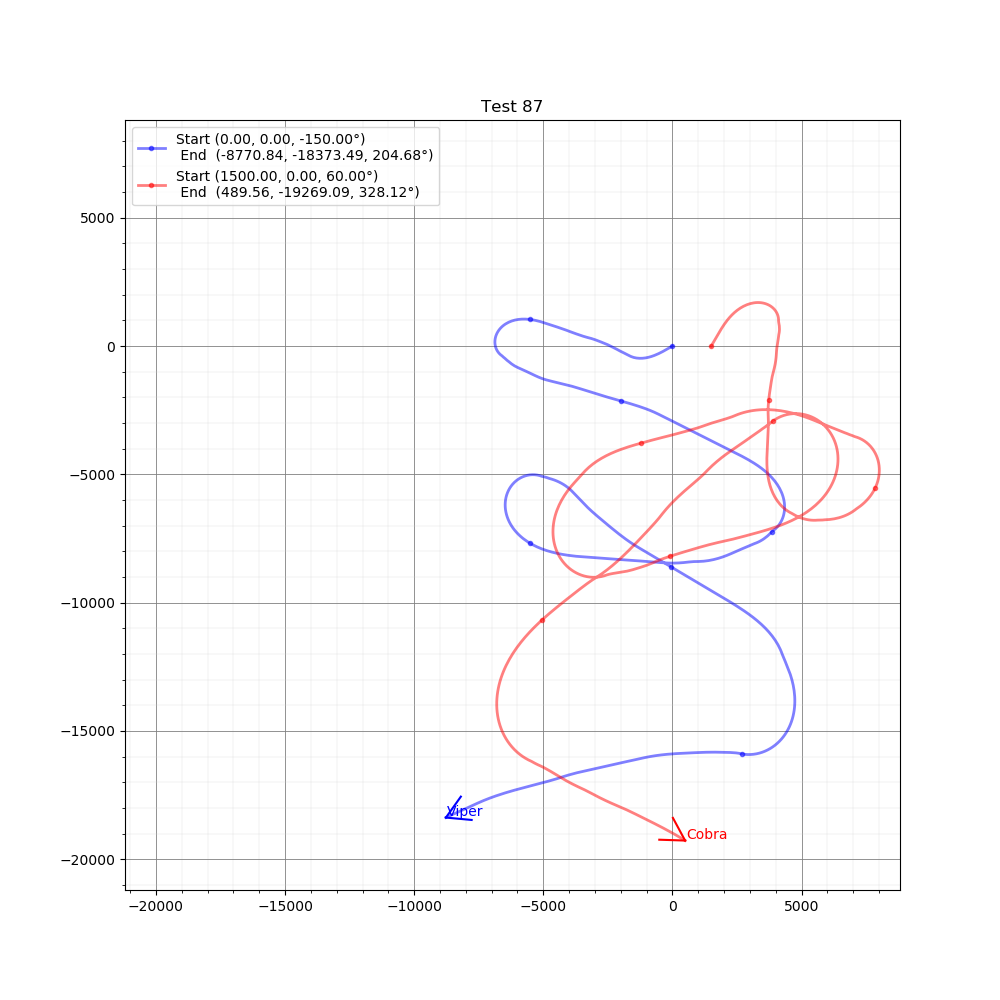 Test 87
Start (0.00, 0.00, -150.00°)
End  (-8770.84, -18373.49, 204.68°)
Start (1500.00, 0.00, 60.00°)
End  (489.56, -19269.09, 328.12°)
5000
0
−5000
−10000
−15000
−20000
Viper
Cobra
−20000
−15000
−10000
−5000
0
5000